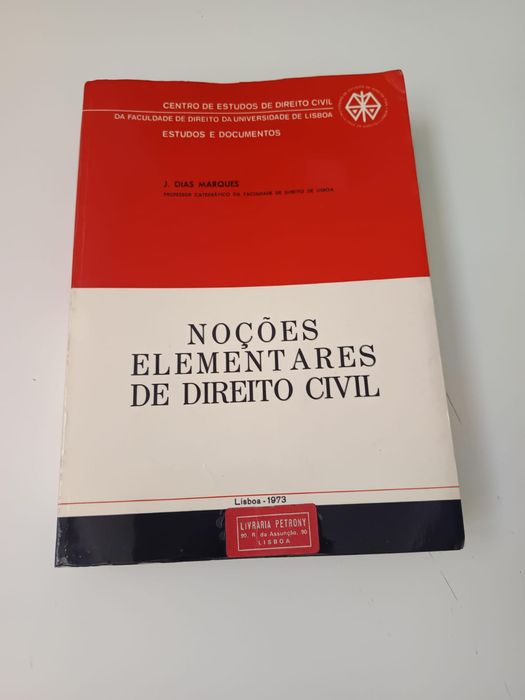 CENTRO DE ESTUDOS DE DIREITO CIVIL
DA FACULDADE DE DIREITO DA UNIVERSIDADE DE LISBOA
ESTUDOS E DOCUMENTOS
J. DIAS MARQUES
PROFESSOR CATEDRÁTICO DA FACULDADE DE DIREITO DE LISBOA
NOÇÕES
ELEMENTARES
DE DIREITO CIVIL
Lisboa - 1973
LIVRARIA PETRONY
90, R. da Assunção, 90
LISBOA